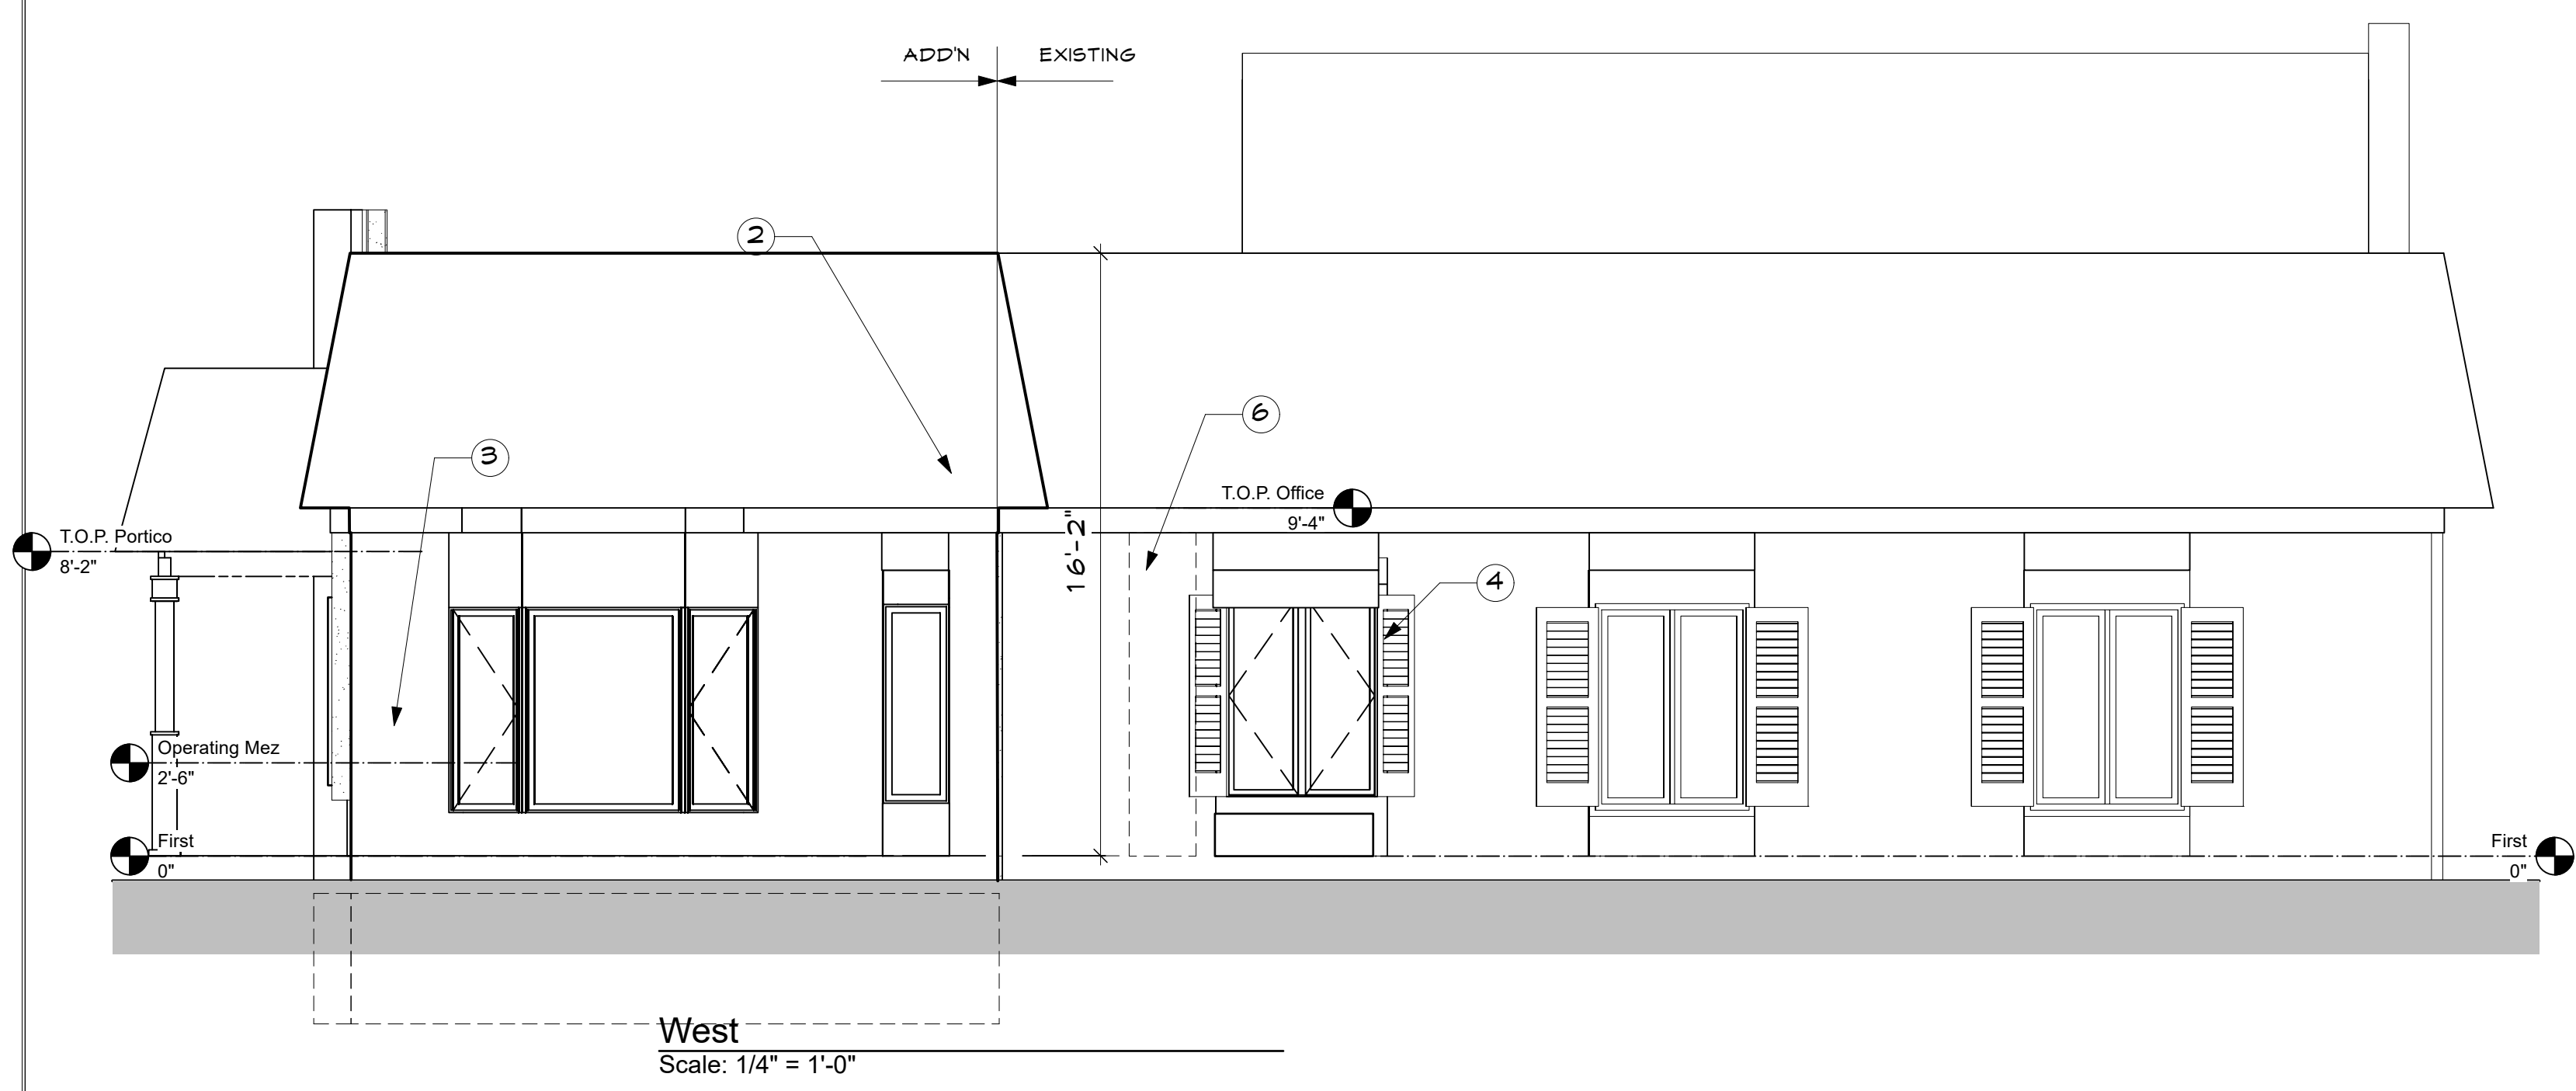 ADD'N EXISTING
2
6
3
T.O.P. Office
9'-4"
T.O.P. Portico
8'-2"
16'-2"
4
Operating Mez
2'-6"
First
0"
First
0"
West
Scale: 1/4" = 1'-0"